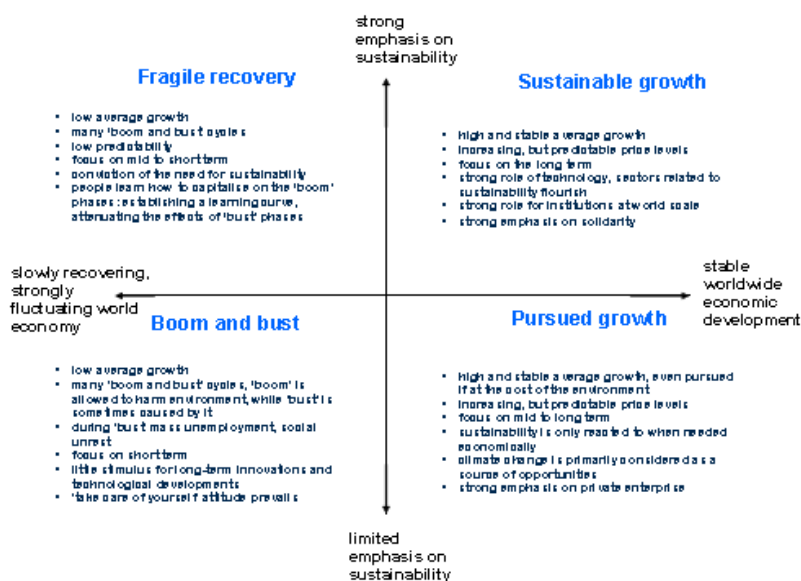 strong
emphasis on
sustainability
Fragile recovery
• low average growth
• many 'boom and bust' cycles
• low predictability
• focus on mid to short term
• conviction of the need for sustainability
• people learn how to capitalise on the 'boom'
phases: establishing a learning curve,
attenuating the effects of 'bust' phases
Sustainable growth
• high and stable average growth
• increasing, but predictable price levels
• focus on the long term
• strong role of technology, sectors related to
sustainability flourish
• strong role for institutions at world scale
• strong emphasis on solidarity
slowly recovering,
strongly
fluctuating world
economy
stable
worldwide
economic
development
Boom and bust
• low average growth
• many 'boom and bust' cycles, 'boom' is
allowed to harm environment, while 'bust' is
sometimes caused by it
• during 'bust' mass unemployment, social
unrest
• focus on short term
• little stimulus for long-term innovations and
technological developments
• 'take care of yourself' attitude prevails
Pursued growth
• high and stable average growth, even pursued
if at the cost of the environment
• increasing, but predictable price levels
• focus on mid to long term
• sustainability is only reacted to when needed
economically
• climate change is primarily considered as a
source of opportunities
• strong emphasis on private enterprise
limited
emphasis on
sustainability